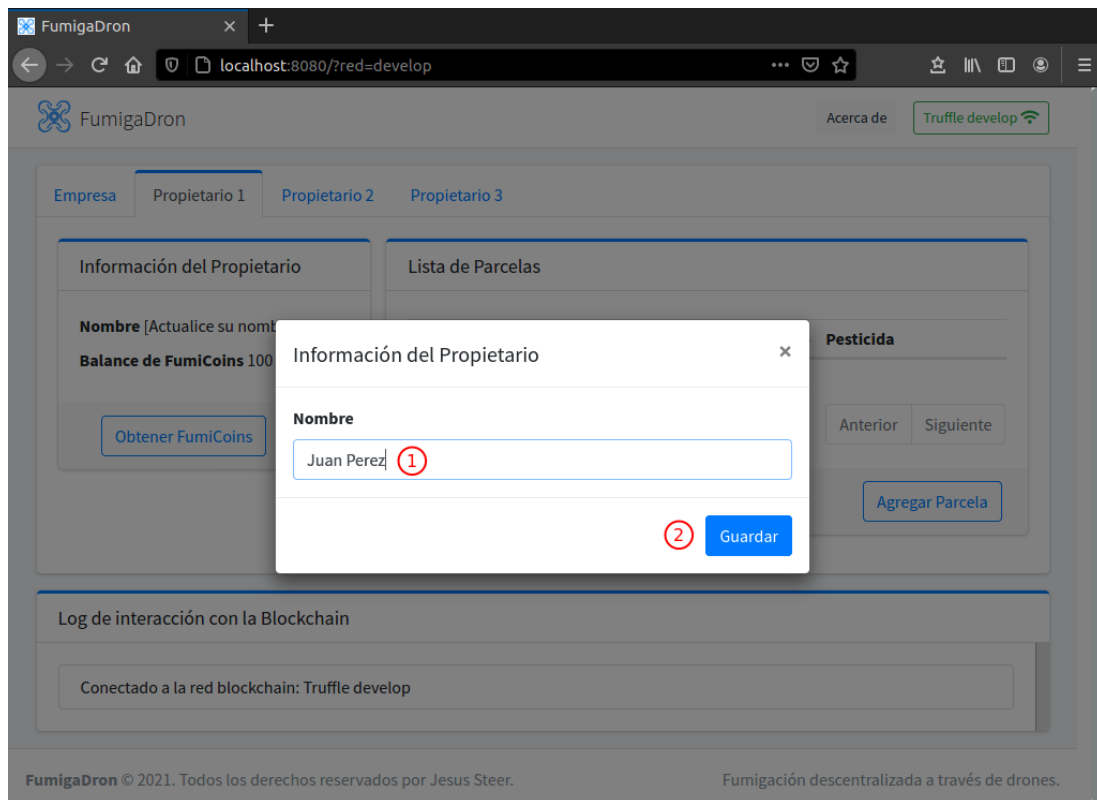 FumigaDron
localhost:8080/?red=develop
FumigaDron
Acerca de
Truffle develop
Empresa
Propietario 1
Propietario 2
Propietario 3
Información del Propietario
Lista de Parcelas
Nombre [Actualice su
Balance de FumiCoins 100
Pesticida
Información del Propietario
×
Nombre
Juan Perez
1
2
Guardar
Obtener FumiCoins
Anterior
Siguiente
Agregar Parcela
Log de interacción con la Blockchain
Conectado a la red blockchain: Truffle develop
FumigaDron © 2021. Todos los derechos reservados por Jesus Steer.
Fumigación descentralizada a través de drones.